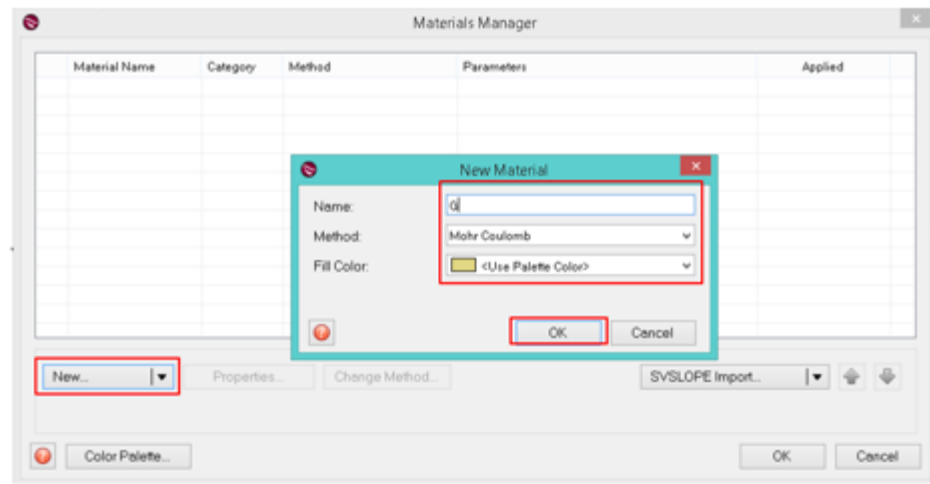 Materials Manager
Material Name Category Method Parameters Applied
New Material
Name: G
Method: Mohr Coulomb
Fill Color: <Use Palette Color>
OK Cancel
New... Properties... Change Method... SVSLOPE Import...
Color Palette... OK Cancel